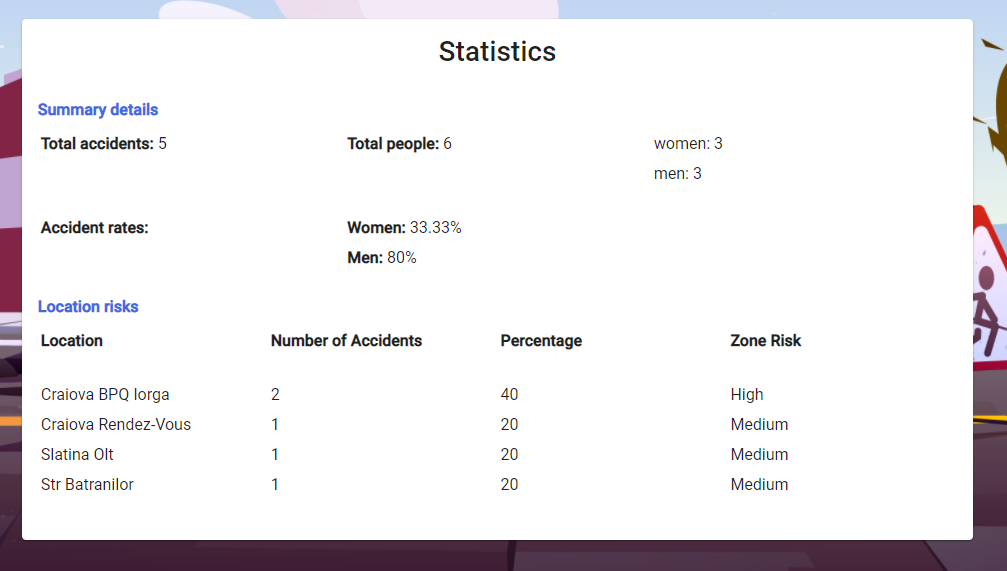 Statistics
Summary details
Total accidents: 5 Total people: 6 women: 3
men: 3
Accident rates: Women: 33.33%
Men: 80%
Location risks
Location Number of Accidents Percentage Zone Risk
Craiova BPQ Iorga 2 40 High
Craiova Rendez-Vous 1 20 Medium
Slatina Olt 1 20 Medium
Str Batranilor 1 20 Medium